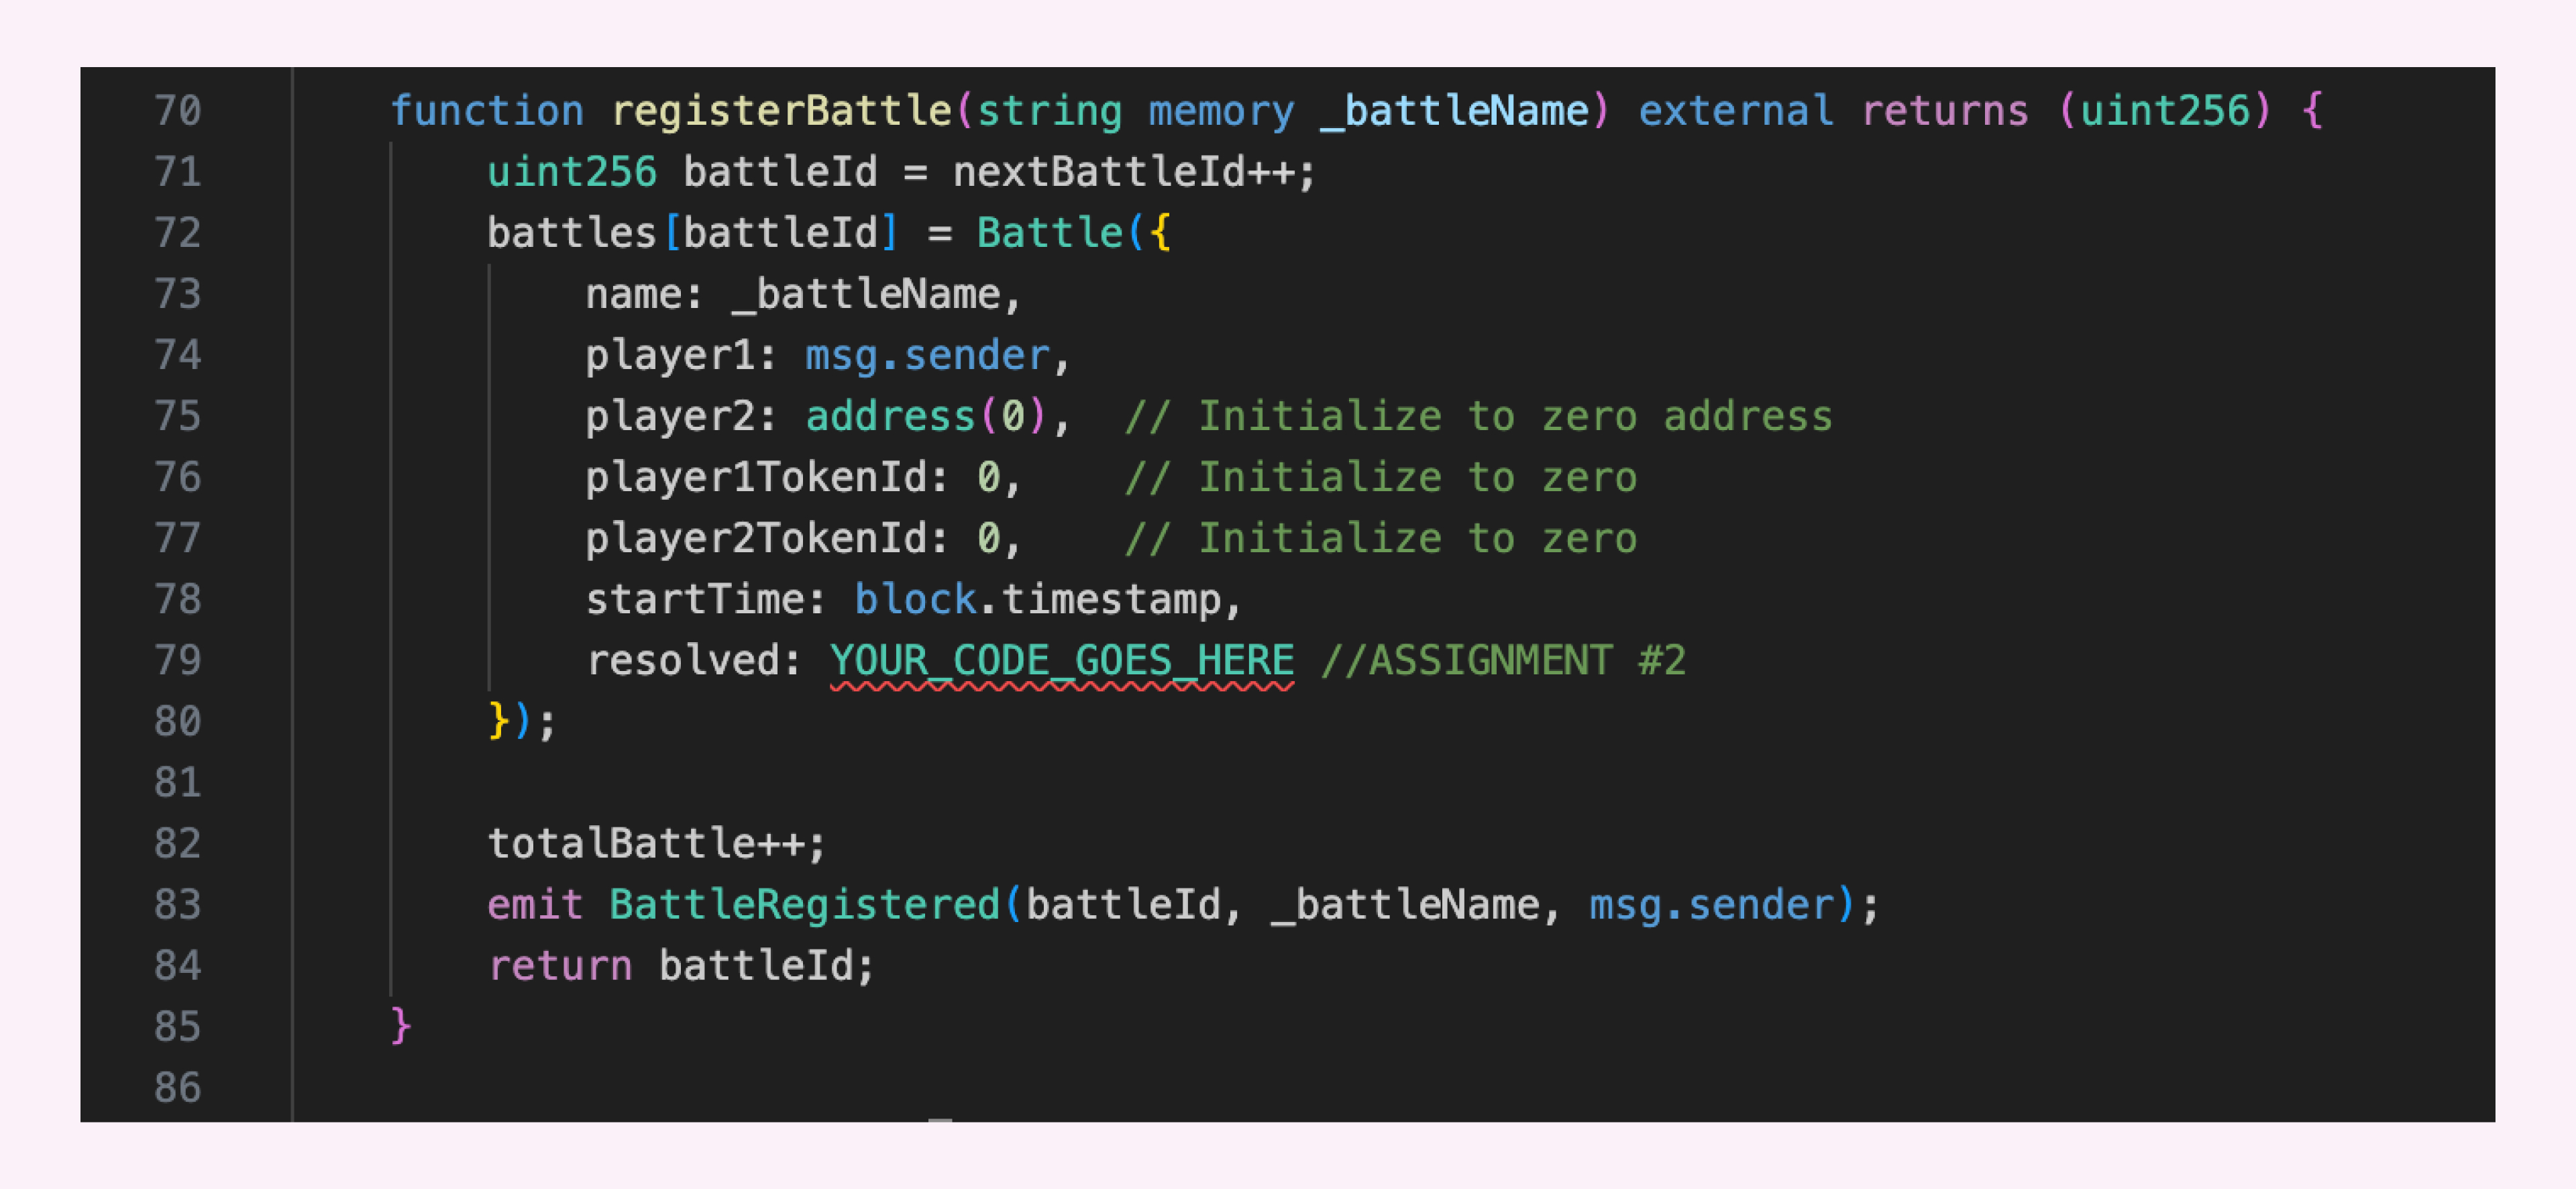 70 function registerBattle(string memory _battleName) external returns (uint256) {
71 uint256 battleId = nextBattleId++;
72 battles[battleId] = Battle({
73 name: _battleName,
74 player1: msg.sender,
75 player2: address(0), // Initialize to zero address
76 player1TokenId: 0, // Initialize to zero
77 player2TokenId: 0, // Initialize to zero
78 startTime: block.timestamp,
79 resolved: YOUR_CODE_GOES_HERE //ASSIGNMENT #2
80 });
81
82 totalBattle++;
83 emit BattleRegistered(battleId, _battleName, msg.sender);
84 return battleId;
85 }
86